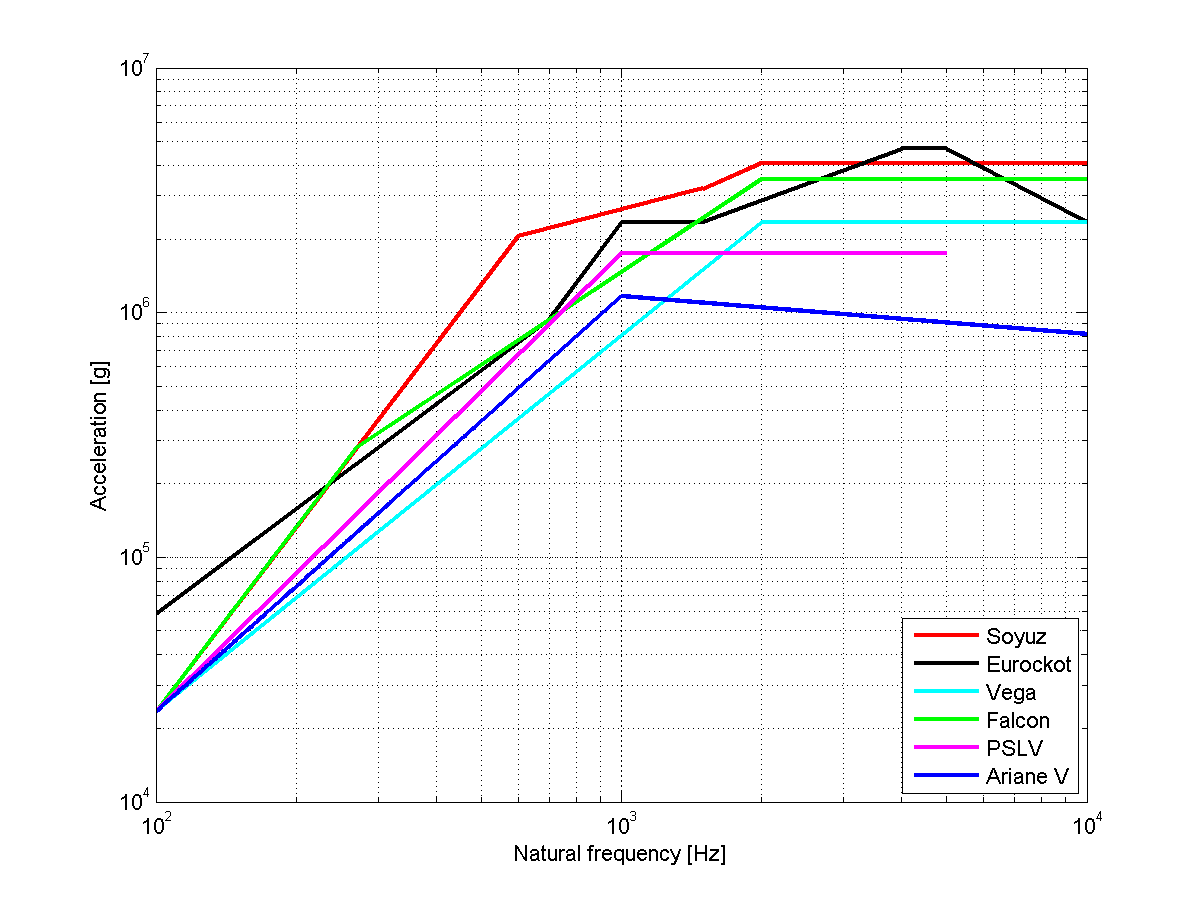 10^7
10^6
10^5
10^4
Acceleration [g]
10^2 10^3 10^4
Natural frequency [Hz]
Soyuz
Eurockot
Vega
Falcon
PSLV
Ariane V